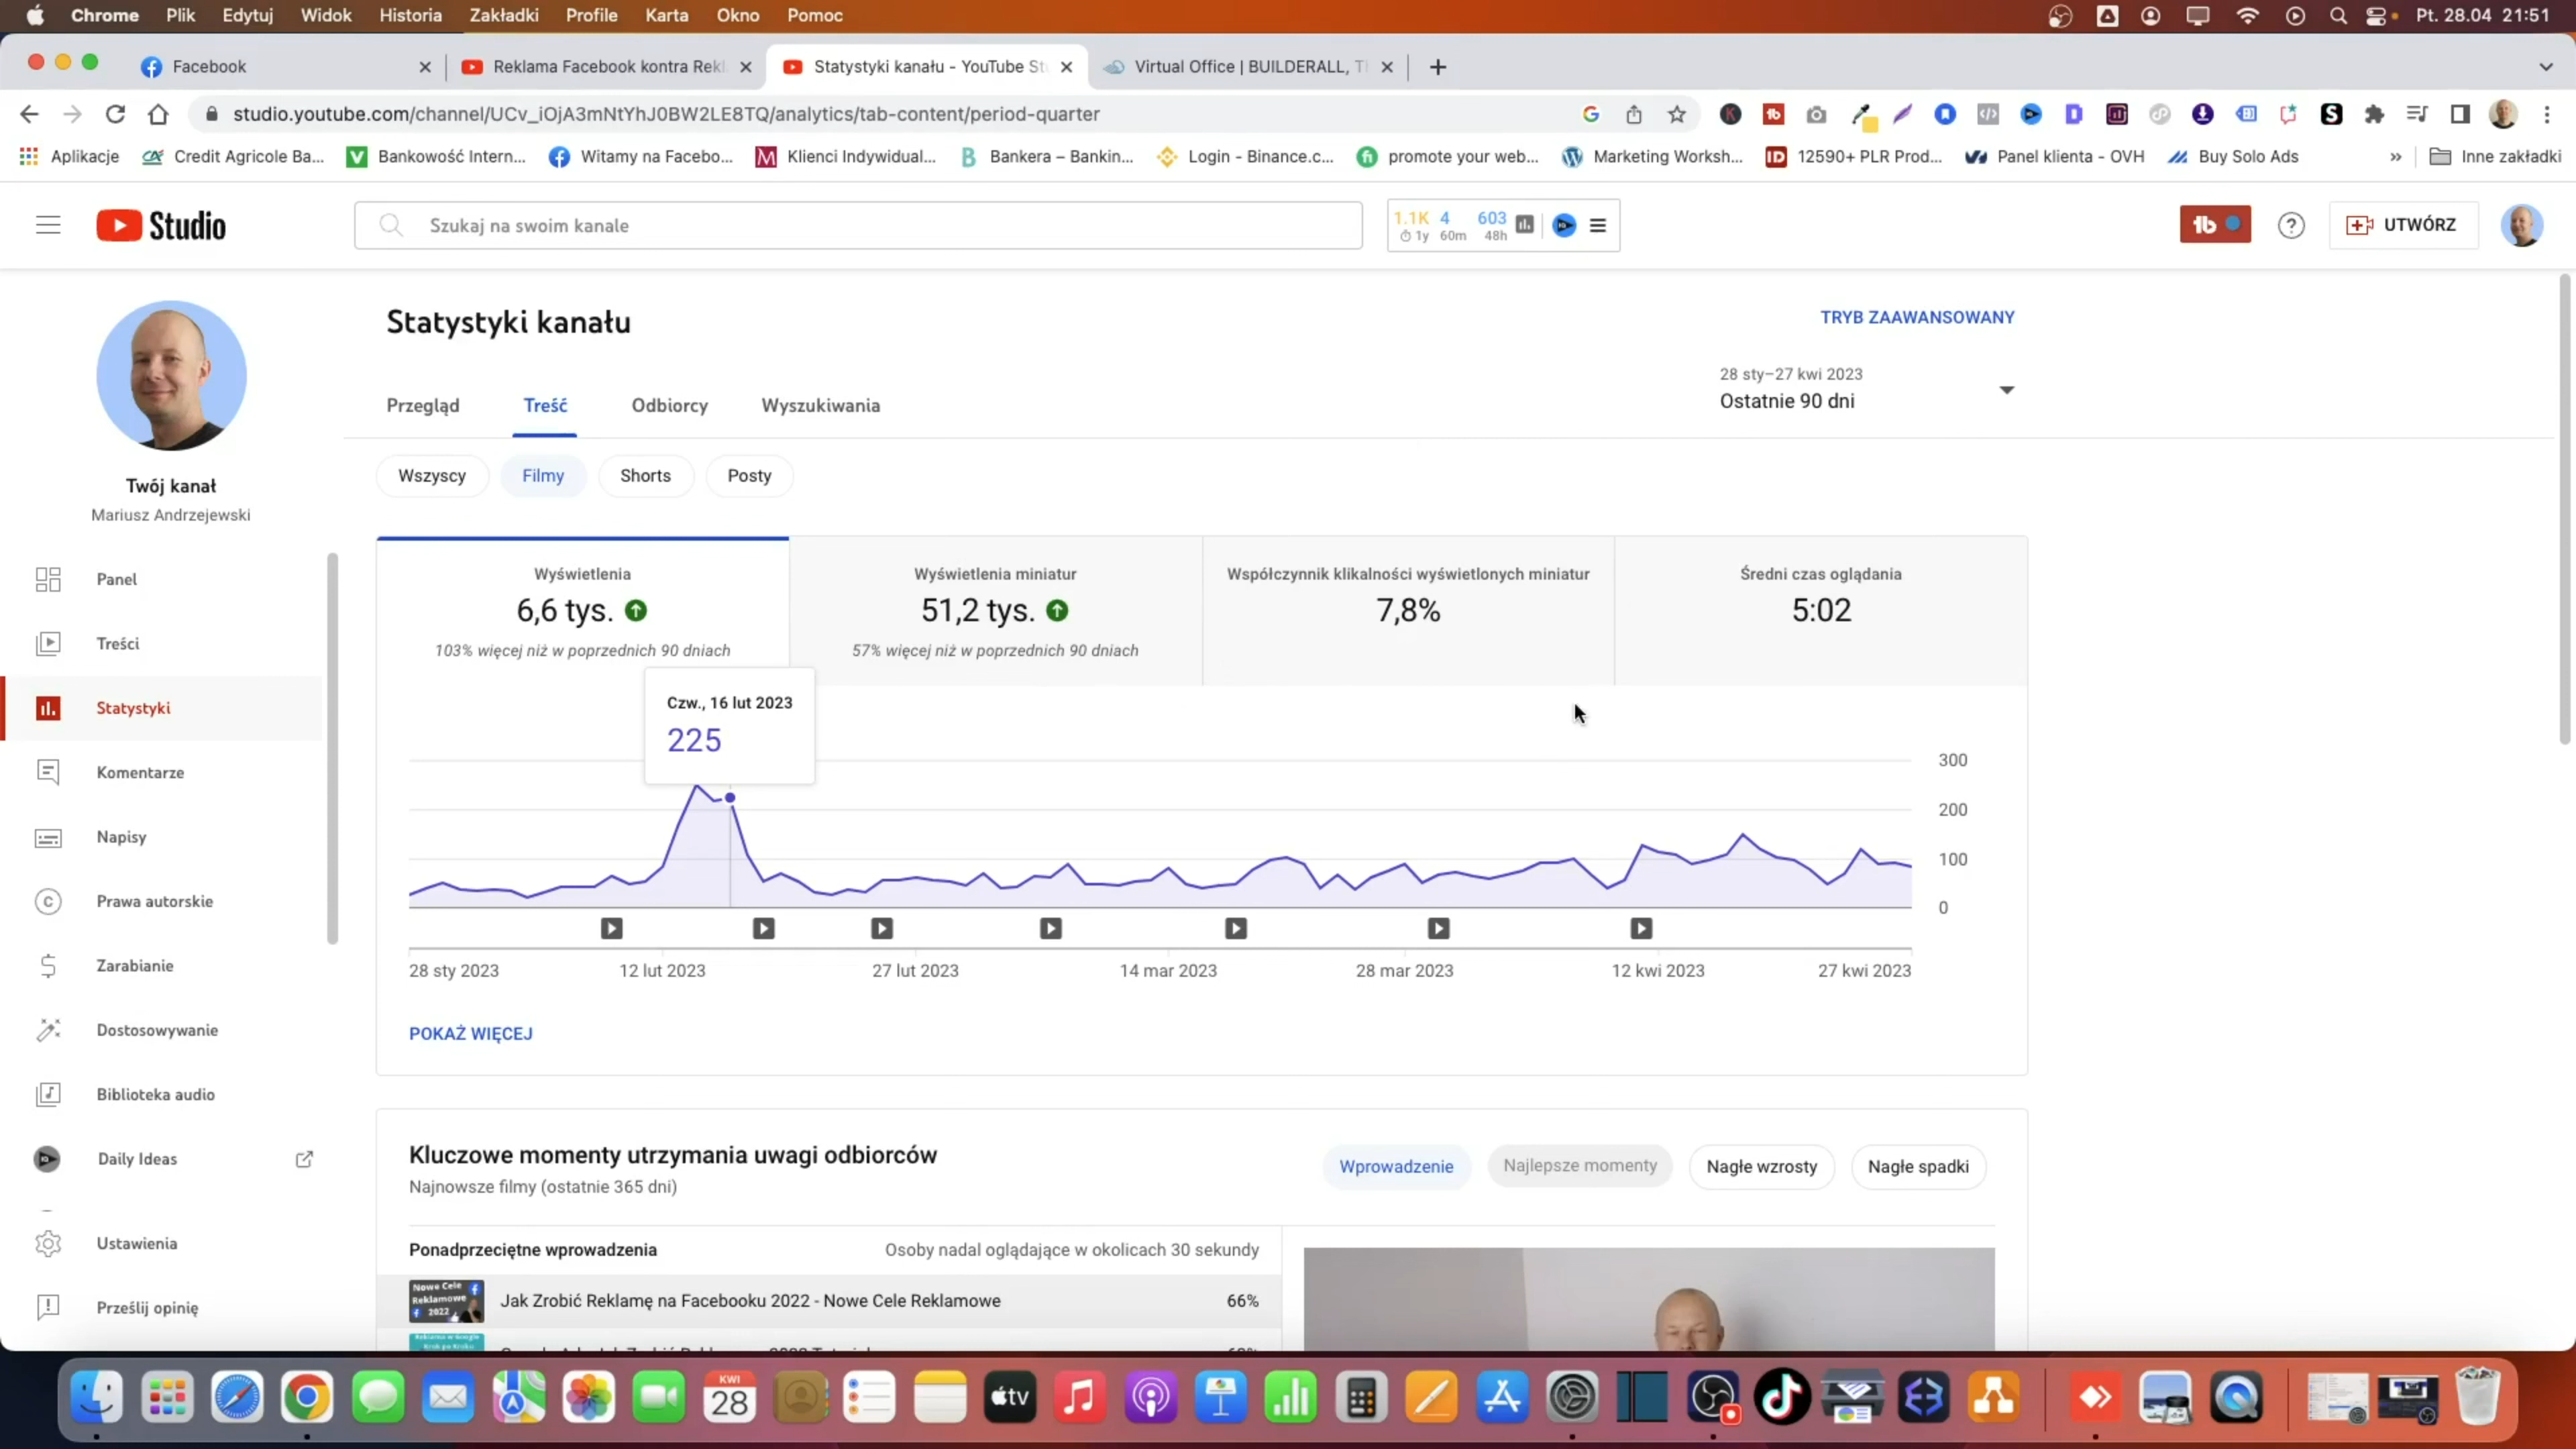 Chrome Plik Edytuj Widok Historia Zakładki Profile Karta Okno Pomoc Pt. 28.04 21:51
Facebook Reklama Facebook kontra Rekl Statystyki kanału - YouTube St Virtual Office | BUILDERALL, T
studio.youtube.com/channel/UCv_iOjA3mNtYhJ0BW2LE8TQ/analytics/tab-content/period-quarter
Aplikacje Credit Agricole Ba... Bankowość Intern... Witamy na Facebo... Klienci Indywidual... Bankera – Bankin... Login - Binance.c... promote your web... Marketing Worksh... 12590+ PLR Prod... Panel klienta - OVH Buy Solo Ads » Inne zakładki
Studio Szukaj na swoim kanale 1.1K 4 603 UTWÓRZ
1y 60m 48h
Statystyki kanału TRYB ZAAWANSOWANY
28 sty–27 kwi 2023
Ostatnie 90 dni
Przegląd Treść Odbiorcy Wyszukiwania
Wszyscy Filmy Shorts Posty
Twój kanał
Mariusz Andrzejewski
Panel
Treści
Statystyki
Komentarze
Napisy
Prawa autorskie
Zarabianie
Dostosowywanie
Biblioteka audio
Daily Ideas
Ustawienia
Prześlij opinię
Wyświetlenia
6,6 tys.
103% więcej niż w poprzednich 90 dniach
Wyświetlenia miniatur
51,2 tys.
57% więcej niż w poprzednich 90 dniach
Współczynnik klikalności wyświetlonych miniatur
7,8%
Średni czas oglądania
5:02
Czw., 16 lut 2023
225
300
200
100
0
28 sty 2023 12 lut 2023 27 lut 2023 14 mar 2023 28 mar 2023 12 kwi 2023 27 kwi 2023
POKAŻ WIĘCEJ
Kluczowe momenty utrzymania uwagi odbiorców
Najnowsze filmy (ostatnie 365 dni)
Wprowadzenie Najlepsze momenty Nagłe wzrosty Nagłe spadki
Ponadprzeciętne wprowadzenia Osoby nadal oglądające w okolicach 30 sekundy
Nowe Cele
Reklamowe
2022
Jak Zrobić Reklamę na Facebooku 2022 - Nowe Cele Reklamowe 66%
KWI
28
tv